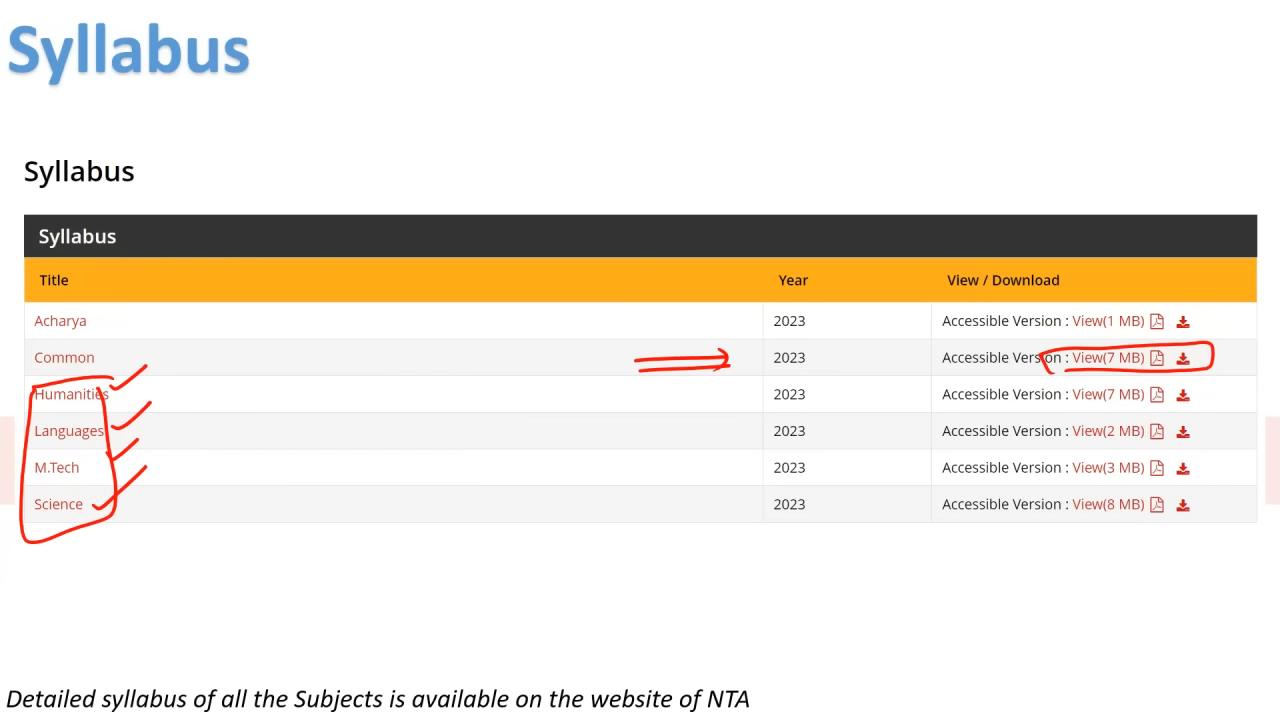 Syllabus
Syllabus
Syllabus
Title Year View / Download
Acharya 2023 Accessible Version : View(1 MB)
Common 2023 Accessible Version : View(7 MB)
Humanities 2023 Accessible Version : View(7 MB)
Languages 2023 Accessible Version : View(2 MB)
M.Tech 2023 Accessible Version : View(3 MB)
Science 2023 Accessible Version : View(8 MB)
Detailed syllabus of all the Subjects is available on the website of NTA